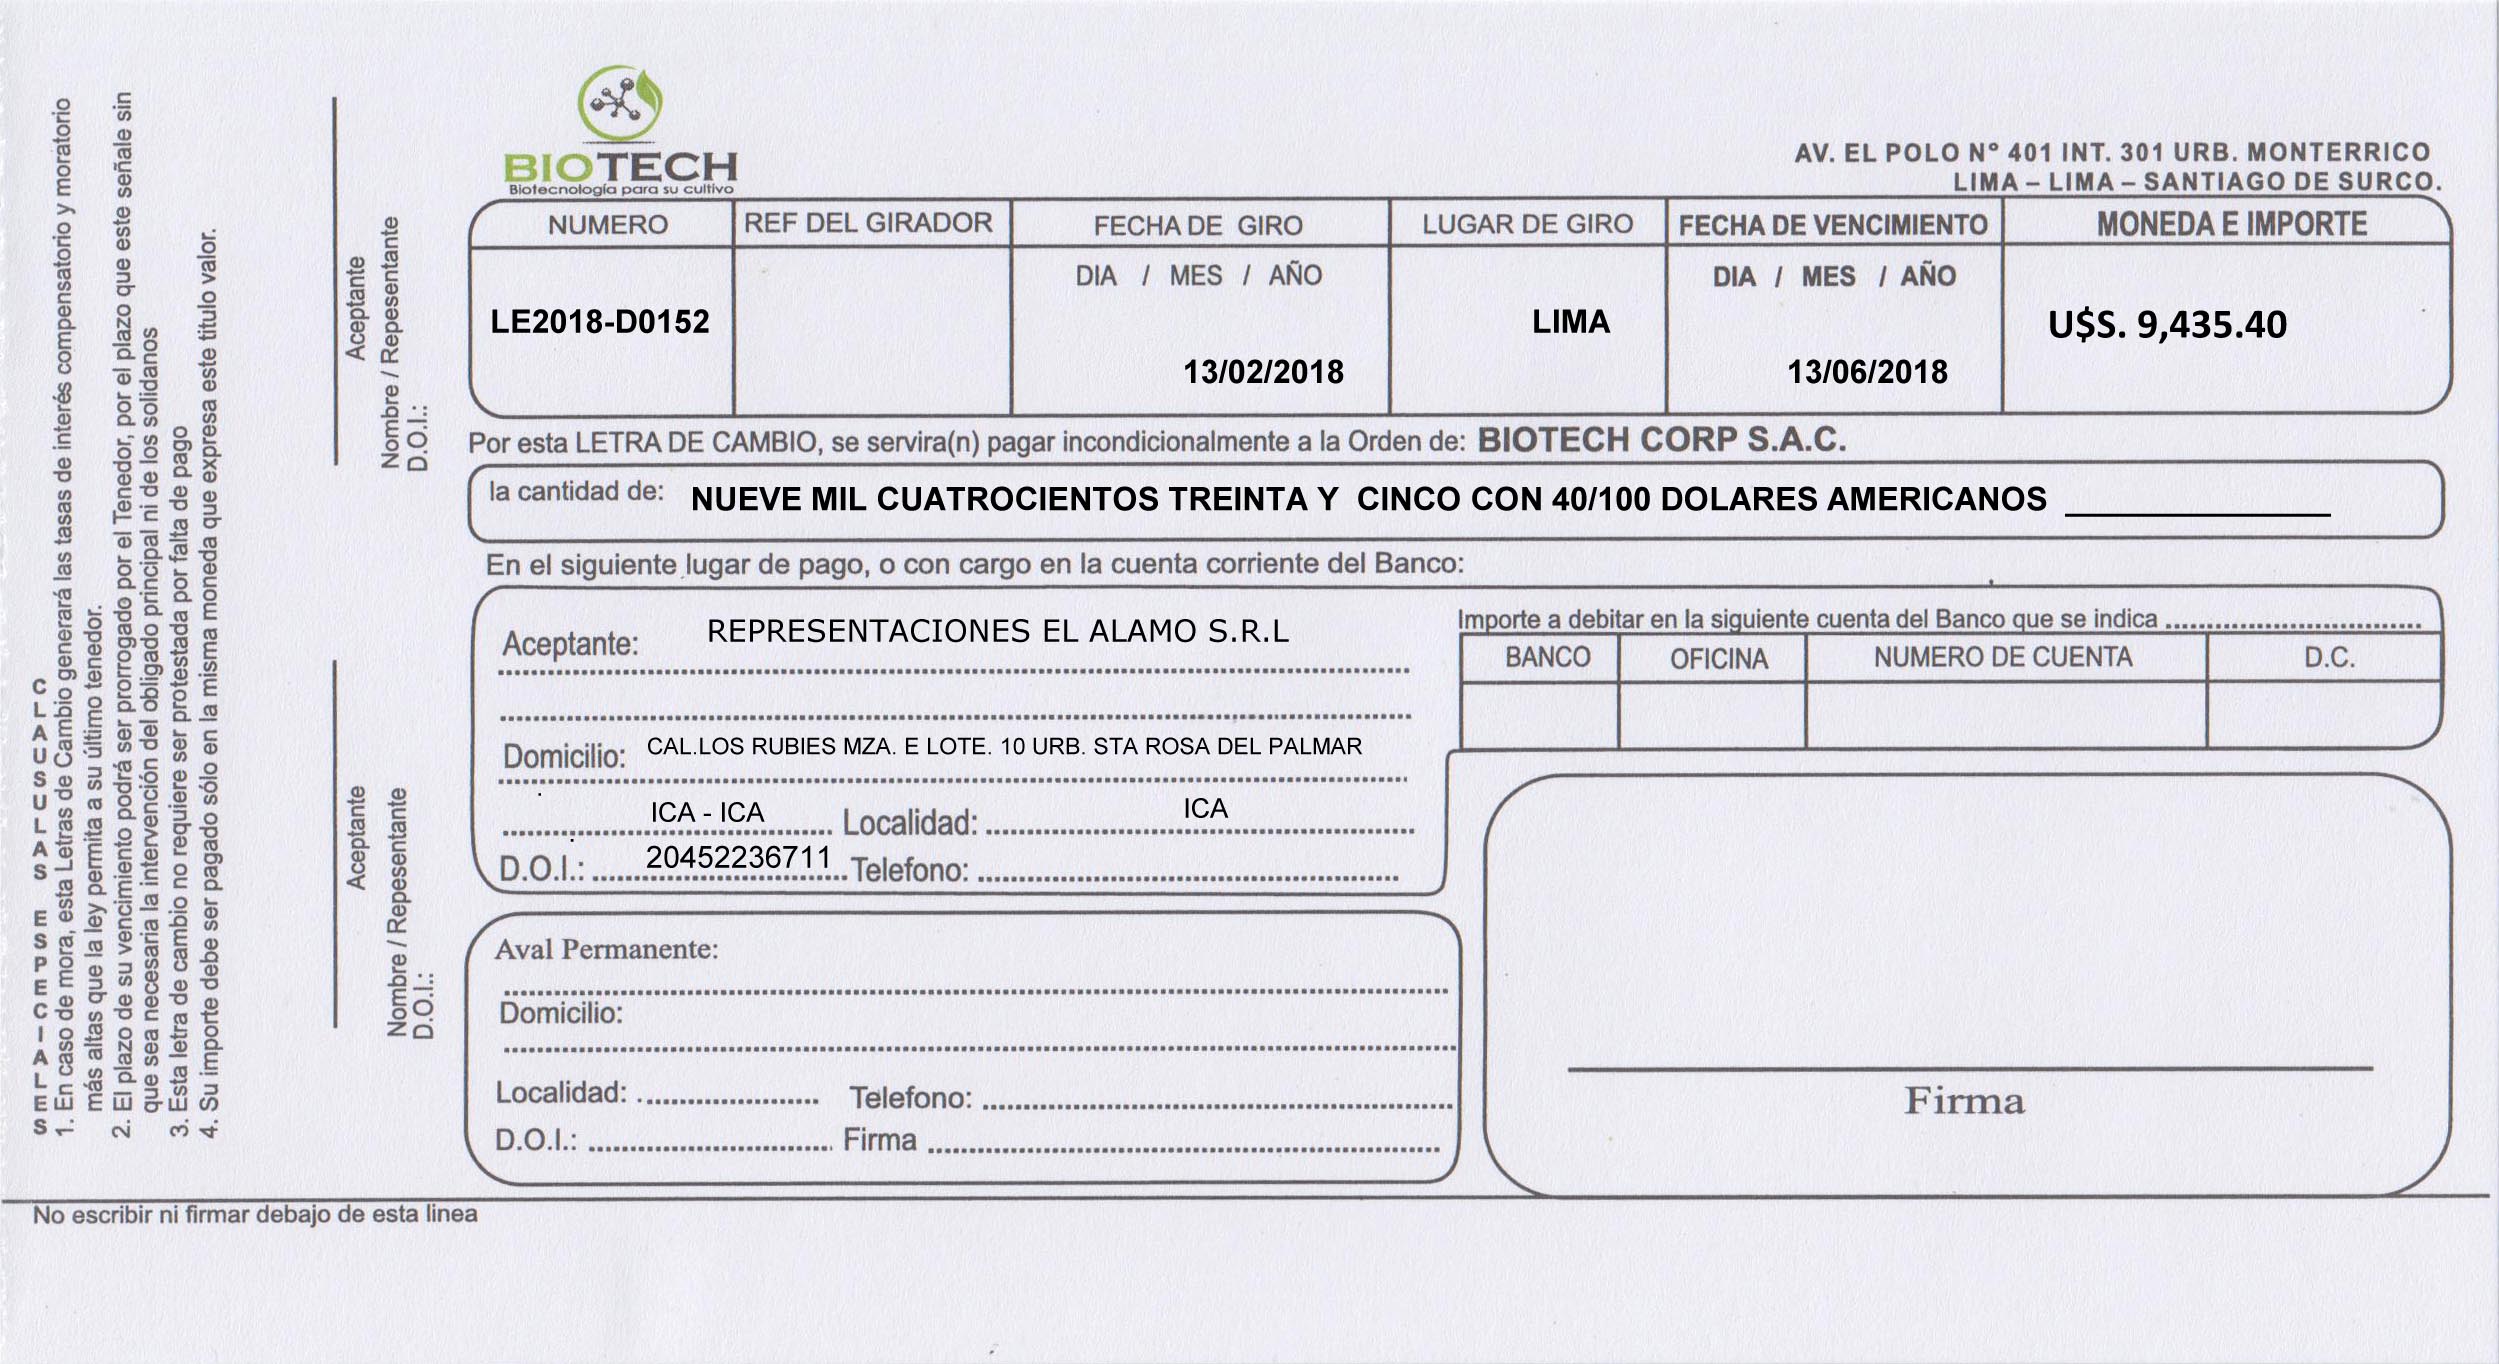 BIOTECH
Biotecnología para su cultivo
AV. EL POLO N° 401 INT. 301 URB. MONTERRICO
LIMA – LIMA – SANTIAGO DE SURCO.
NUMERO REF DEL GIRADOR FECHA DE GIRO LUGAR DE GIRO FECHA DE VENCIMIENTO MONEDA E IMPORTE
DIA / MES / AÑO DIA / MES / AÑO
LE2018-D0152 LIMA U$S. 9,435.40
13/02/2018 13/06/2018
Por esta LETRA DE CAMBIO, se servira(n) pagar incondicionalmente a la Orden de: BIOTECH CORP S.A.C.
la cantidad de: NUEVE MIL CUATROCIENTOS TREINTA Y CINCO CON 40/100 DOLARES AMERICANOS
En el siguiente lugar de pago, o con cargo en la cuenta corriente del Banco:
Aceptante: REPRESENTACIONES EL ALAMO S.R.L
Domicilio: CAL.LOS RUBIES MZA. E LOTE. 10 URB. STA ROSA DEL PALMAR
ICA - ICA Localidad: ICA
D.O.I.: 20452236711 Telefono:
Importe a debitar en la siguiente cuenta del Banco que se indica
BANCO OFICINA NUMERO DE CUENTA D.C.
Aval Permanente:
Domicilio:
Localidad: Telefono:
D.O.I.: Firma
Firma
No escribir ni firmar debajo de esta linea
CLAUSULAS ESPECIALES
1. En caso de mora, esta Letras de Cambio generará las tasas de interés compensatorio y moratorio
más altas que la ley permita a su último tenedor.
2. El plazo de su vencimiento podrá ser prorrogado por el Tenedor, por el plazo que este señale sin
que sea necesaria la intervención del obligado principal ni de los solidanos
3. Esta letra de cambio no requiere ser protestada por falta de pago
4. Su importe debe ser pagado sólo en la misma moneda que expresa este titulo valor.
Aceptante
Nombre / Repesentante
D.O.I.:
Aceptante
Nombre / Repesentante
D.O.I.: